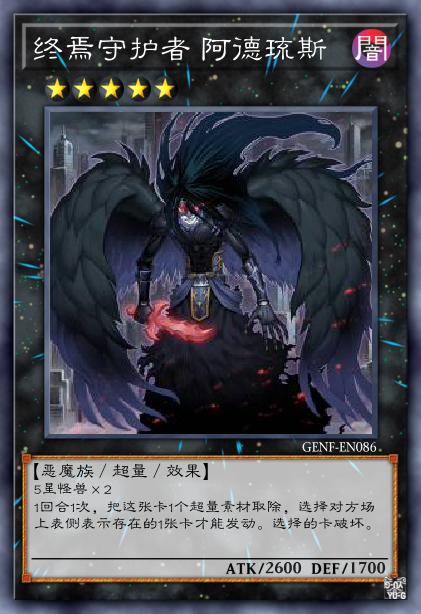 终焉守护者 阿德琼斯 闇
GENF-EN086
【恶魔族／超量／效果】
5星怪兽×2
1回合1次，把这张卡1个超量素材取除，选择对方场
上表侧表示存在的1张卡才能发动。选择的卡破坏。
ATK/2600 DEF/1700